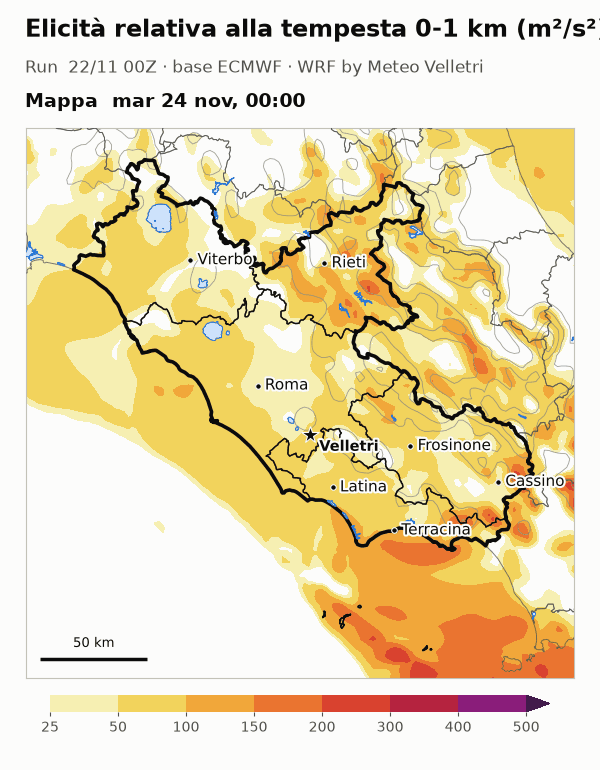 Elicità relativa alla tempesta 0-1 km (m²/s²)
Run  22/11 00Z · base ECMWF · WRF by Meteo Velletri
Mappa  mar 24 nov, 00:00
Viterbo
Rieti
Roma
Velletri
Frosinone
Cassino
Latina
Terracina
50 km
25 50 100 150 200 300 400 500